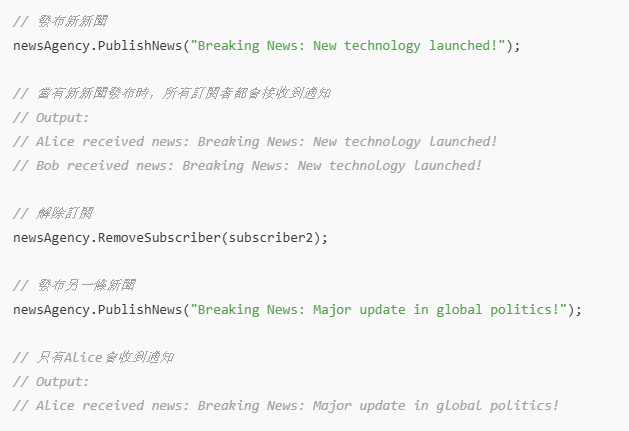 // 發布新新聞
newsAgency.PublishNews("Breaking News: New technology launched!");
// 當有新新聞發布時，所有訂閱者都會接收到通知
// Output:
// Alice received news: Breaking News: New technology launched!
// Bob received news: Breaking News: New technology launched!
// 解除訂閱
newsAgency.RemoveSubscriber(subscriber2);
// 發布另一條新聞
newsAgency.PublishNews("Breaking News: Major update in global politics!");
// 只有Alice會收到通知
// Output:
// Alice received news: Breaking News: Major update in global politics!